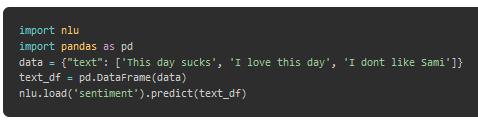 import nlu
import pandas as pd
data = {"text": ['This day sucks', 'I love this day', 'I dont like Sami']}
text_df = pd.DataFrame(data)
nlu.load('sentiment').predict(text_df)